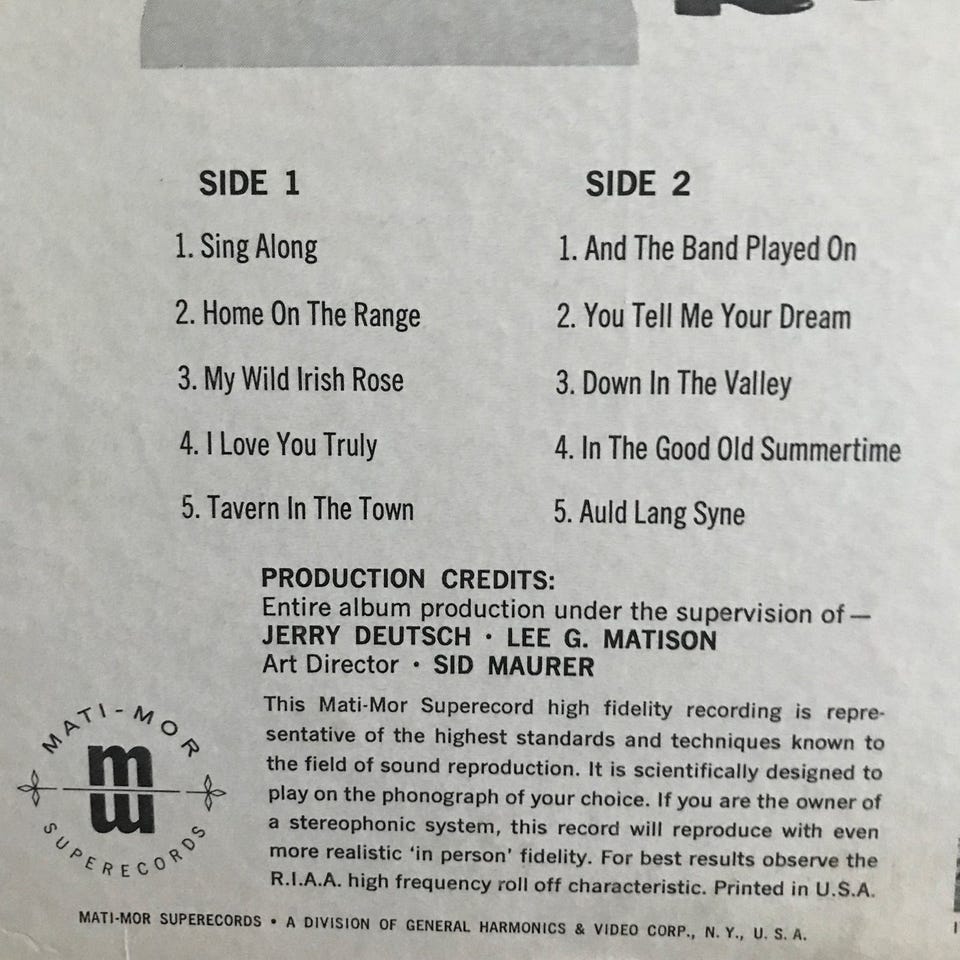 SIDE 1
1. Sing Along
2. Home On The Range
3. My Wild Irish Rose
4. I Love You Truly
5. Tavern In The Town
SIDE 2
1. And The Band Played On
2. You Tell Me Your Dream
3. Down In The Valley
4. In The Good Old Summertime
5. Auld Lang Syne
PRODUCTION CREDITS:
Entire album production under the supervision of —
JERRY DEUTSCH · LEE G. MATISON
Art Director · SID MAURER
This Mati-Mor Superecord high fidelity recording is repre-
sentative of the highest standards and techniques known to
the field of sound reproduction. It is scientifically designed to
play on the phonograph of your choice. If you are the owner of
a stereophonic system, this record will reproduce with even
more realistic ‘in person’ fidelity. For best results observe the
R.I.A.A. high frequency roll off characteristic. Printed in U.S.A.
MATI-MOR
mm
SUPERECORDS
MATI-MOR SUPERECORDS • A DIVISION OF GENERAL HARMONICS & VIDEO CORP., N. Y., U. S. A.